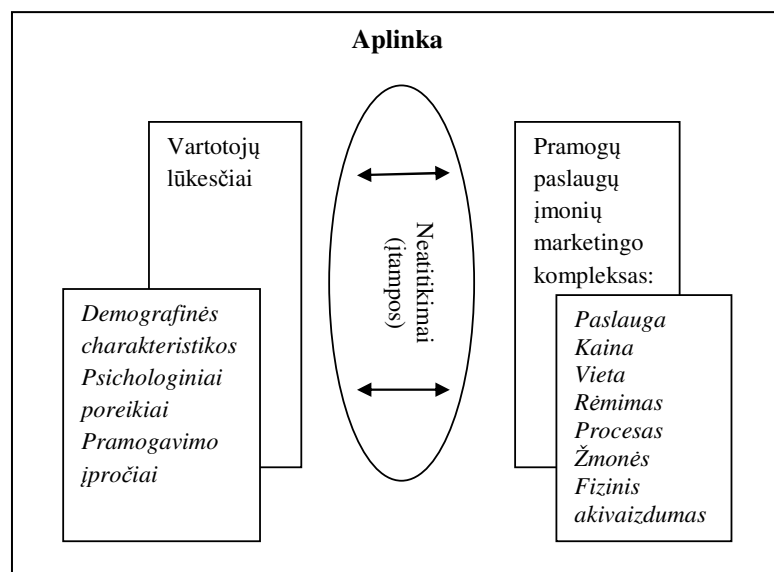 Aplinka
Vartotojų
lūkesčiai
Demografinės
charakteristikos
Psichologiniai
poreikiai
Pramogavimo
įpročiai
Neatitikimai
(įtampos)
Pramogų
paslaugų
įmonių
marketingo
kompleksas:
Paslauga
Kaina
Vieta
Rėmimas
Procesas
Žmonės
Fizinis
akivaizdumas